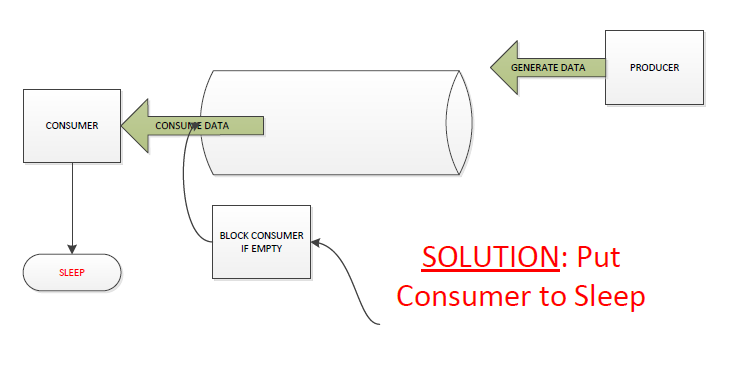 GENERATE DATA
PRODUCER
CONSUMER
CONSUME DATA
BLOCK CONSUMER
IF EMPTY
SLEEP
SOLUTION: Put
Consumer to Sleep